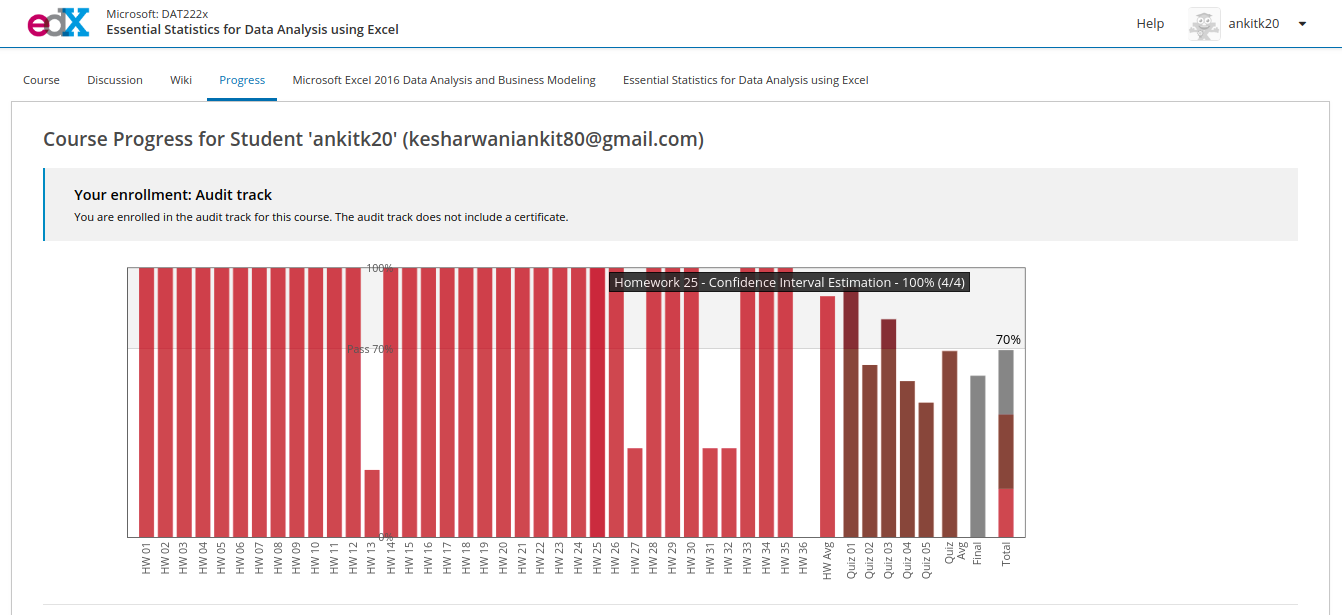 edX
Microsoft: DAT222x
Essential Statistics for Data Analysis using Excel
Help
ankitk20
Course
Discussion
Wiki
Progress
Microsoft Excel 2016 Data Analysis and Business Modeling
Essential Statistics for Data Analysis using Excel
Course Progress for Student 'ankitk20' (kesharwaniankit80@gmail.com)
Your enrollment: Audit track
You are enrolled in the audit track for this course. The audit track does not include a certificate.
100%
Homework 25 - Confidence Interval Estimation - 100% (4/4)
Pass 70%
70%
0%
HW 01
HW 02
HW 03
HW 04
HW 05
HW 06
HW 07
HW 08
HW 09
HW 10
HW 11
HW 12
HW 13
HW 14
HW 15
HW 16
HW 17
HW 18
HW 19
HW 20
HW 21
HW 22
HW 23
HW 24
HW 25
HW 26
HW 27
HW 28
HW 29
HW 30
HW 31
HW 32
HW 33
HW 34
HW 35
HW 36
HW Avg
Quiz 01
Quiz 02
Quiz 03
Quiz 04
Quiz 05
Quiz
Avg
Final
Total